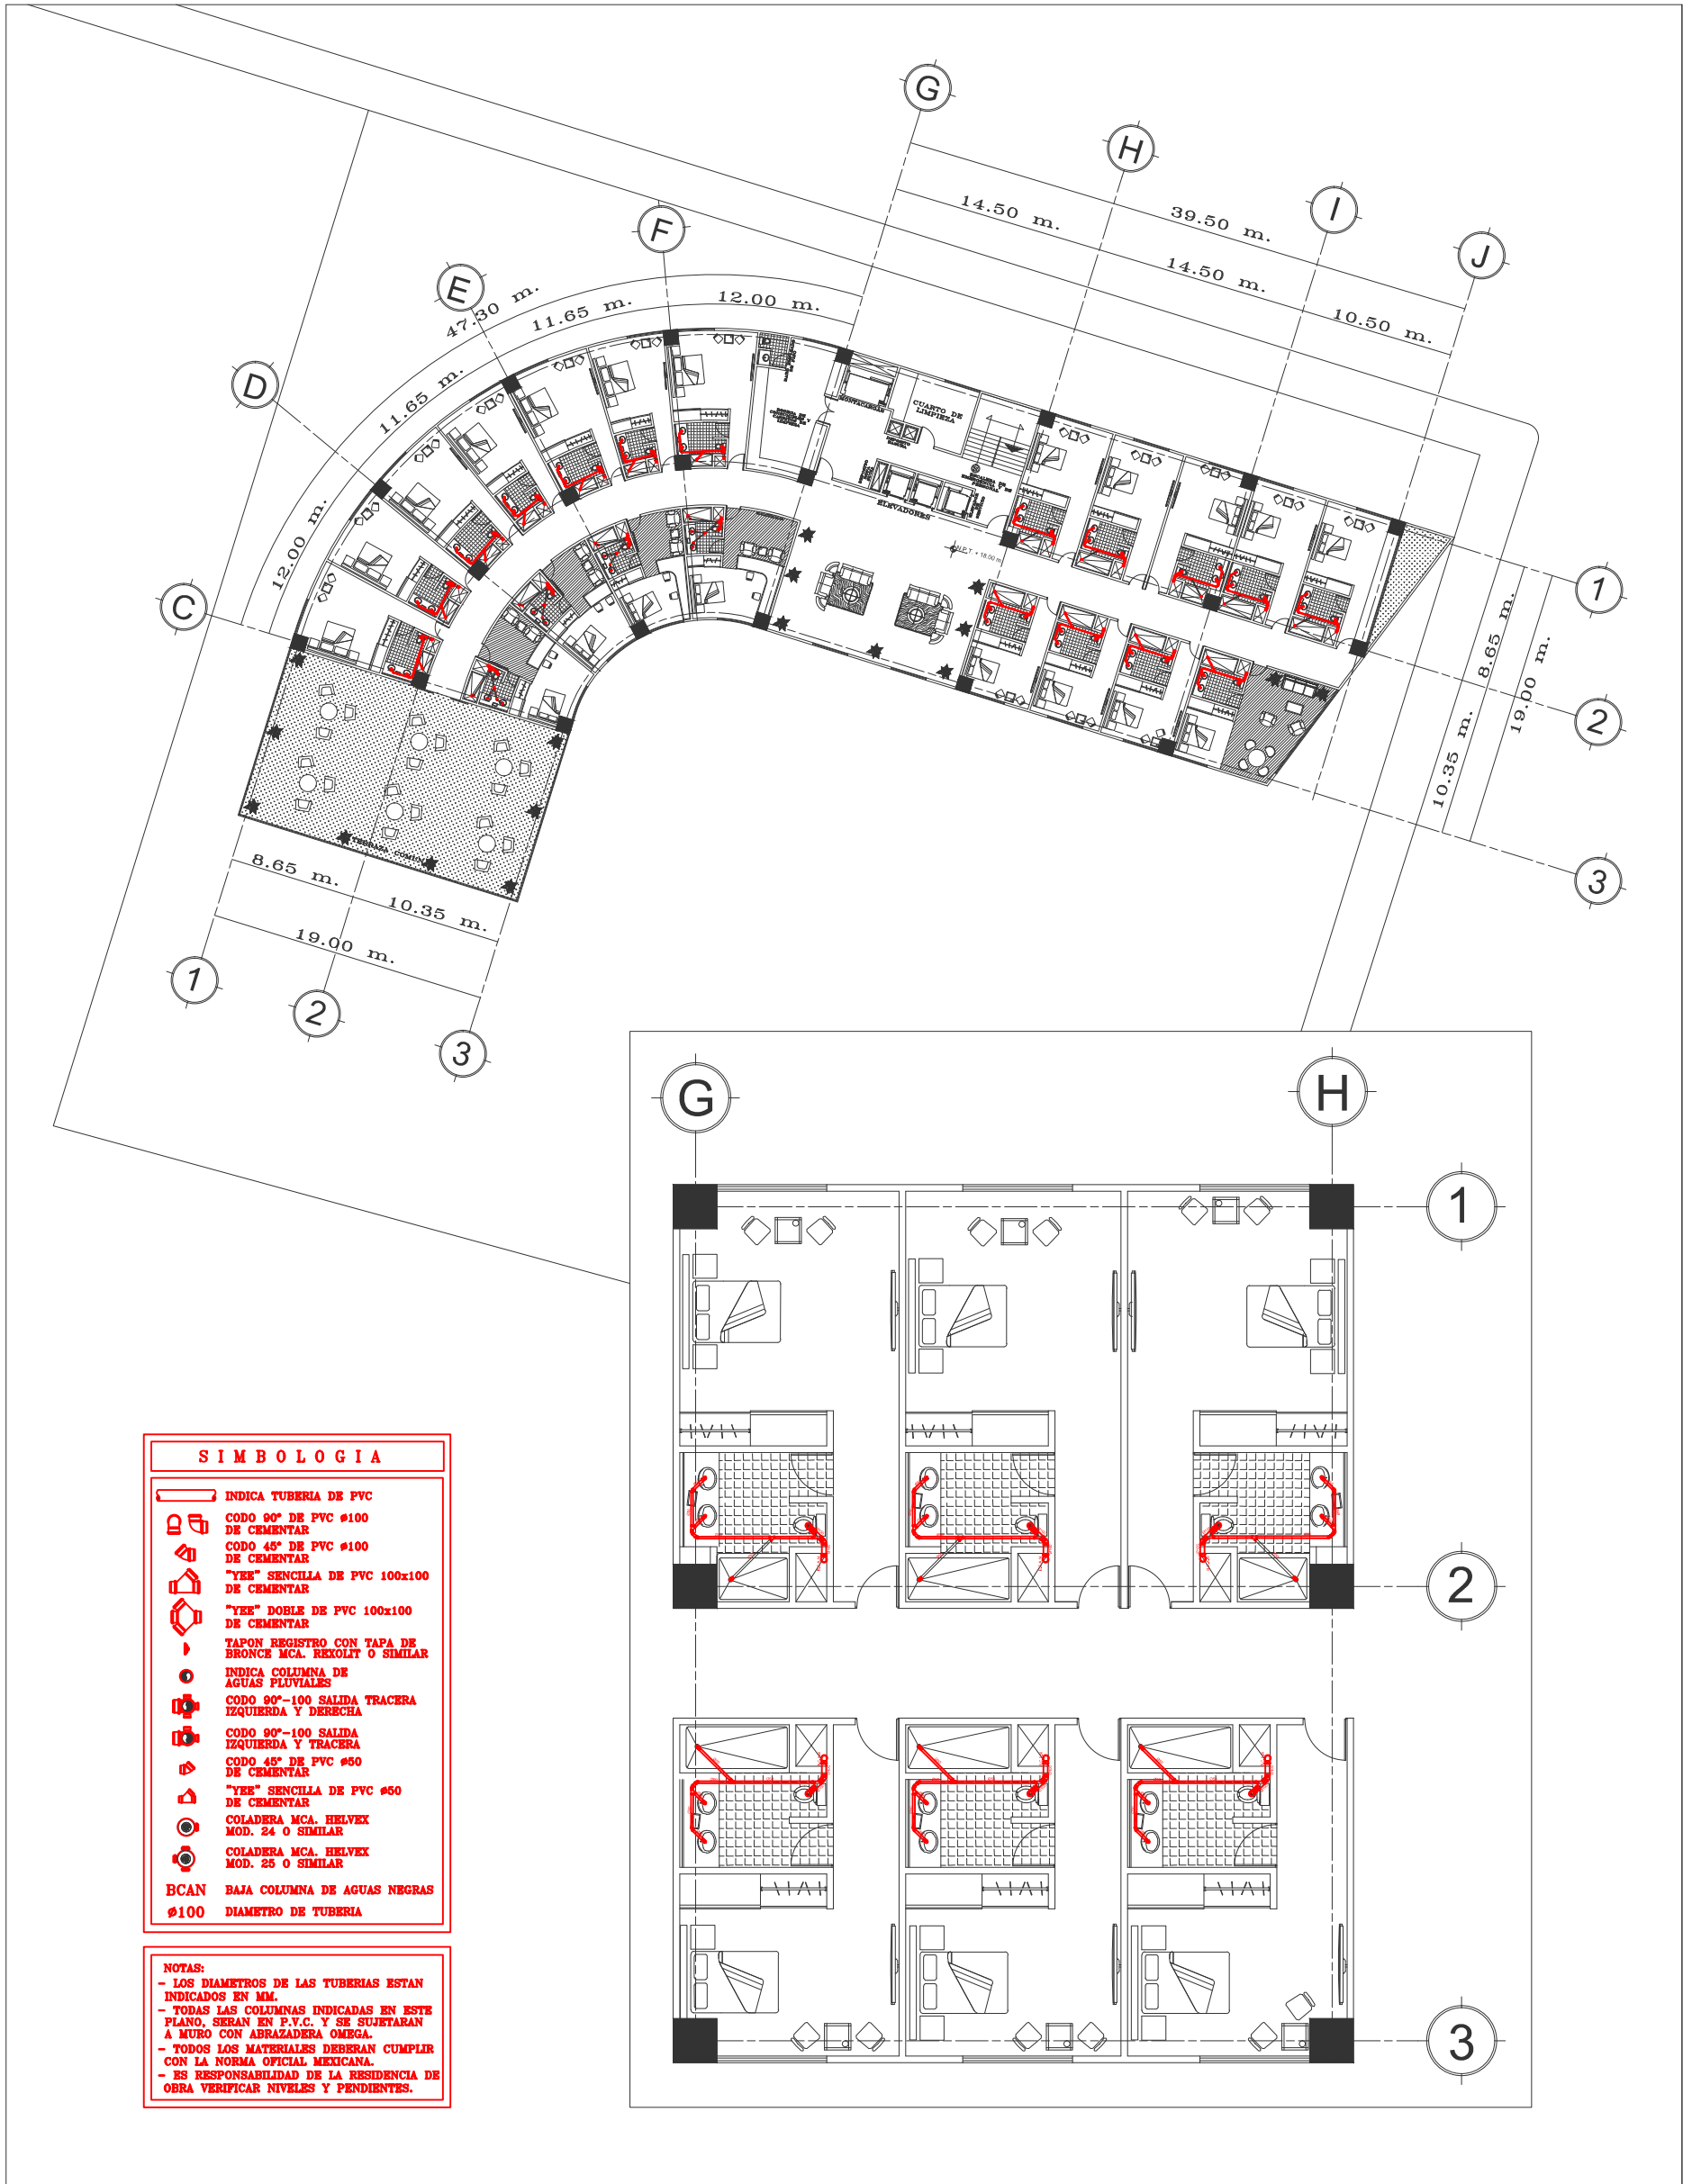 G
H
I
J
F
E
D
C
39.50 m.
14.50 m.
14.50 m.
10.50 m.
47.30 m.
12.00 m.
11.65 m.
11.65 m.
12.00 m.
MONTACARGAS
CUARTO DE
LIMPIEZA
ELEVADORES
N.P.T. + 18.00 m
1
2
3
8.65 m.
19.00 m.
10.35 m.
8.65 m.
10.35 m.
19.00 m.
1
2
3
G
H
1
2
3
SIMBOLOGIA
INDICA TUBERIA DE PVC
CODO 90° DE PVC ø100
DE CEMENTAR
CODO 45° DE PVC ø100
DE CEMENTAR
"YEE" SENCILLA DE PVC 100x100
DE CEMENTAR
"YEE" DOBLE DE PVC 100x100
DE CEMENTAR
TAPON REGISTRO CON TAPA DE
BRONCE MCA. REXOLIT O SIMILAR
INDICA COLUMNA DE
AGUAS PLUVIALES
CODO 90°-100 SALIDA TRACERA
IZQUIERDA Y DERECHA
CODO 90°-100 SALIDA
IZQUIERDA Y TRACERA
CODO 45° DE PVC ø50
DE CEMENTAR
"YEE" SENCILLA DE PVC ø50
DE CEMENTAR
COLADERA MCA. HELVEX
MOD. 24 O SIMILAR
COLADERA MCA. HELVEX
MOD. 25 O SIMILAR
BCAN BAJA COLUMNA DE AGUAS NEGRAS
ø100 DIAMETRO DE TUBERIA
NOTAS:
- LOS DIAMETROS DE LAS TUBERIAS ESTAN
INDICADOS EN MM.
- TODAS LAS COLUMNAS INDICADAS EN ESTE
PLANO, SERAN EN P.V.C. Y SE SUJETARAN
A MURO CON ABRAZADERA OMEGA.
- TODOS LOS MATERIALES DEBERAN CUMPLIR
CON LA NORMA OFICIAL MEXICANA.
- ES RESPONSABILIDAD DE LA RESIDENCIA DE
OBRA VERIFICAR NIVELES Y PENDIENTES.